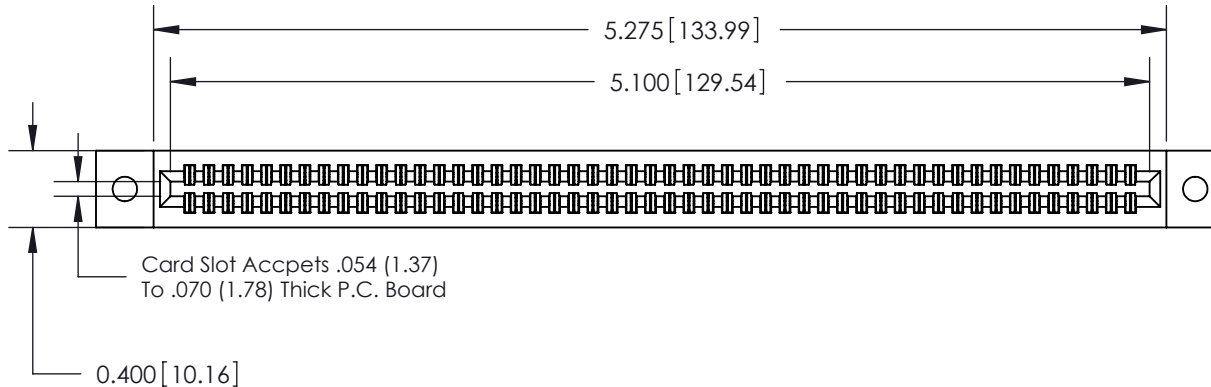 5.275[133.99]
5.100[129.54]
Card Slot Accpets .054 (1.37)
To .070 (1.78) Thick P.C. Board
0.400[10.16]